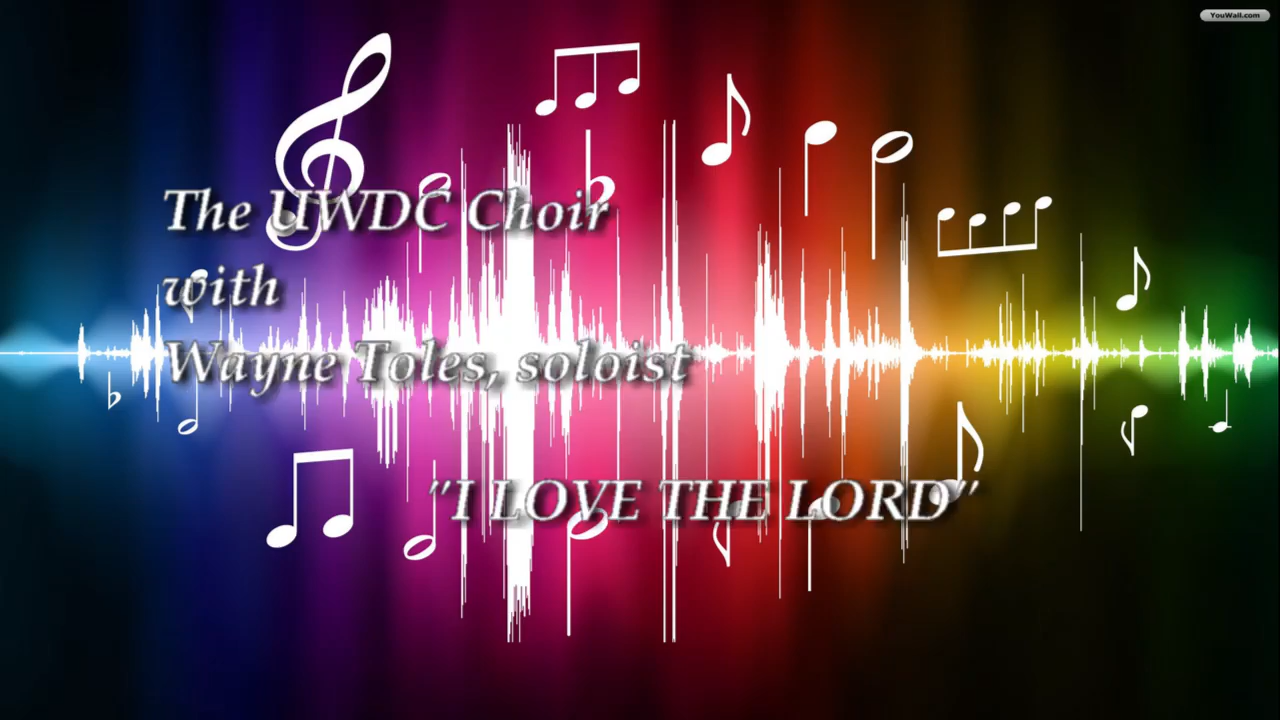 YouWall.com
The UWDC Choir
with
Wayne Toles, soloist
"I LOVE THE LORD"